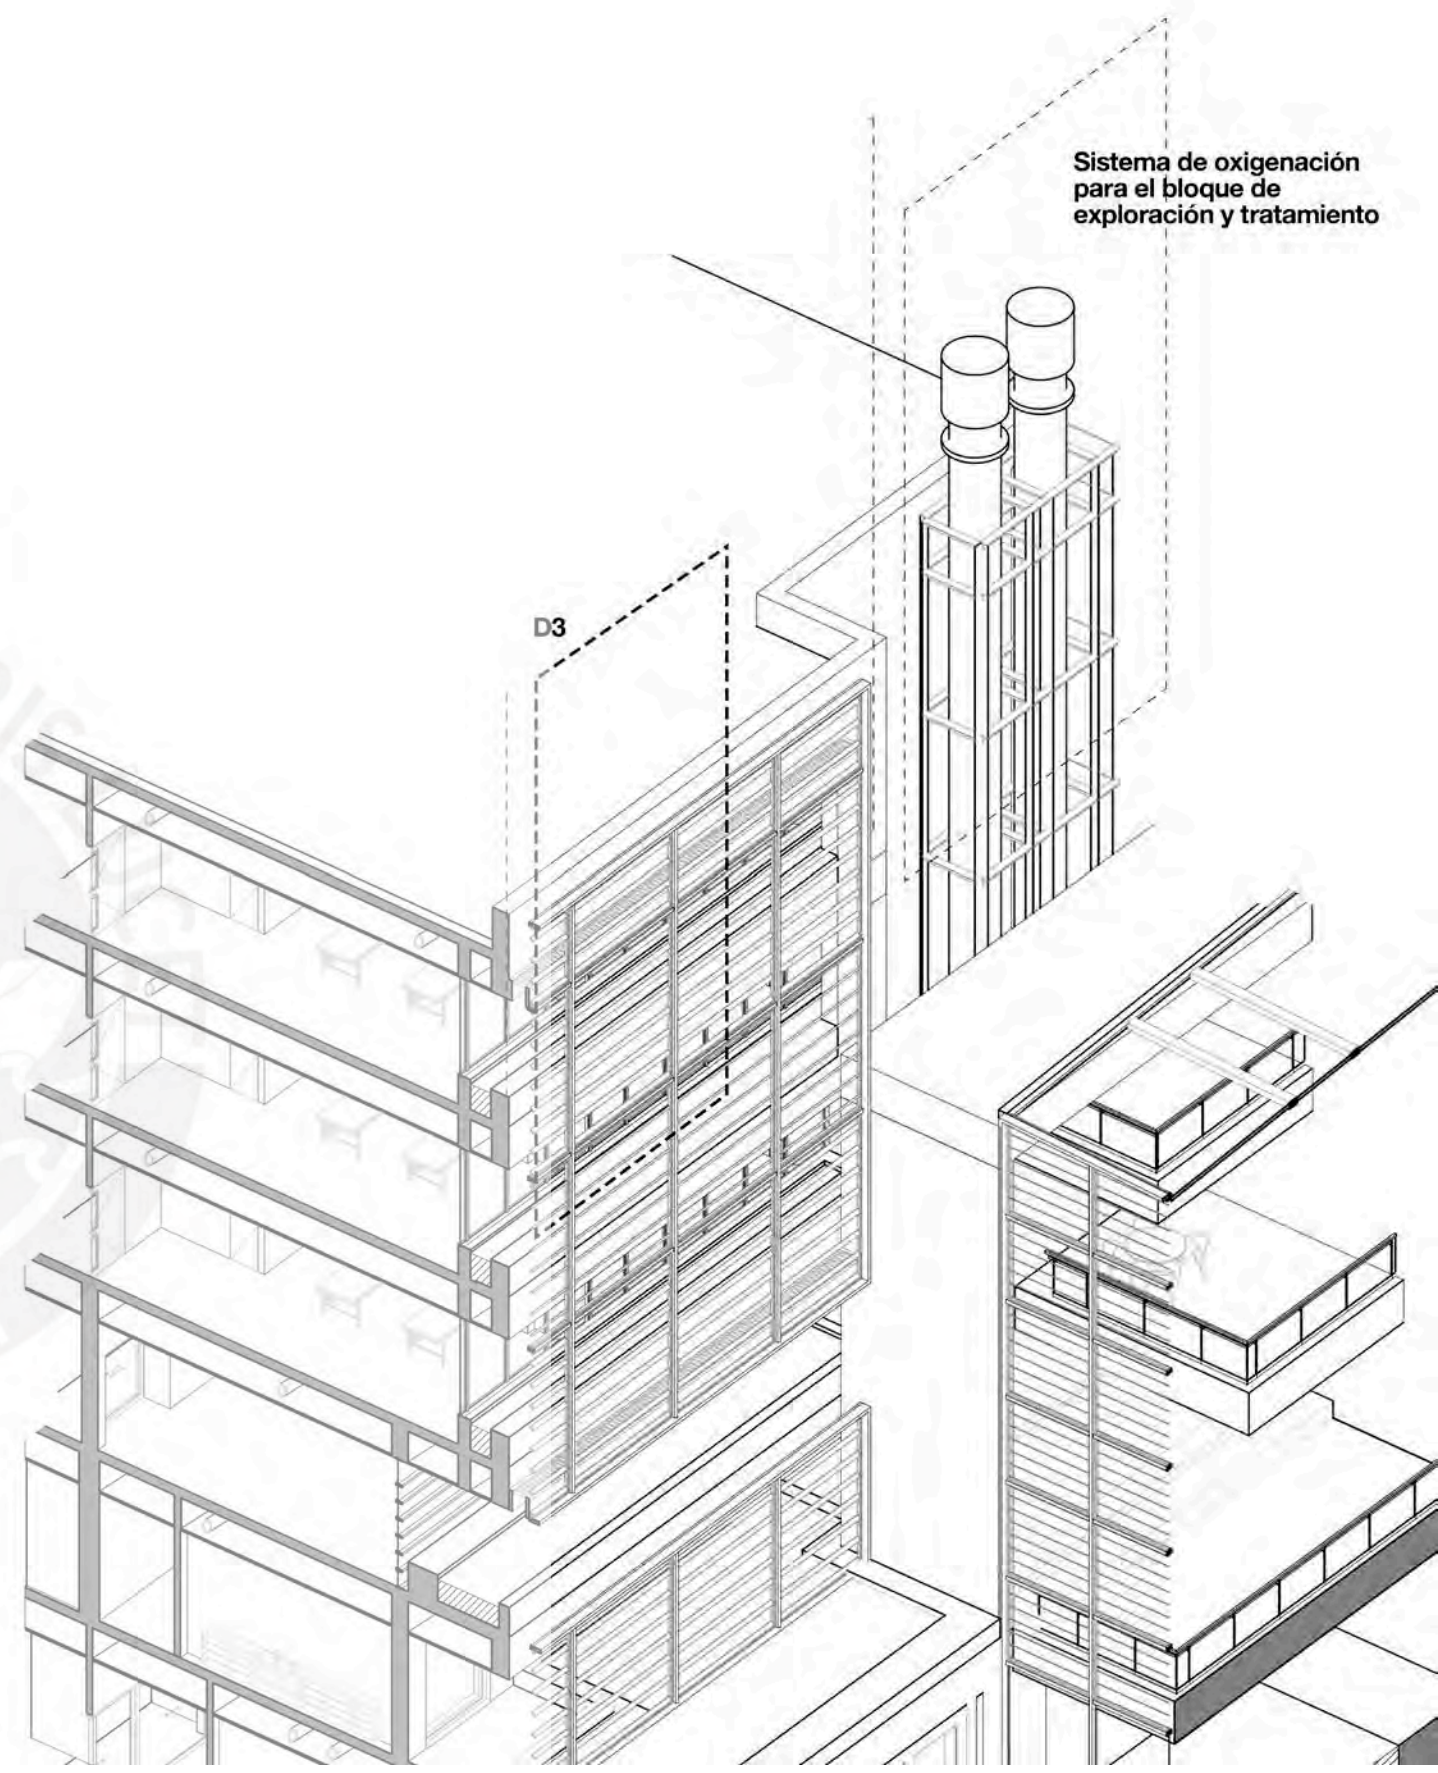 Sistema de oxigenación
para el bloque de
exploración y tratamiento
D3